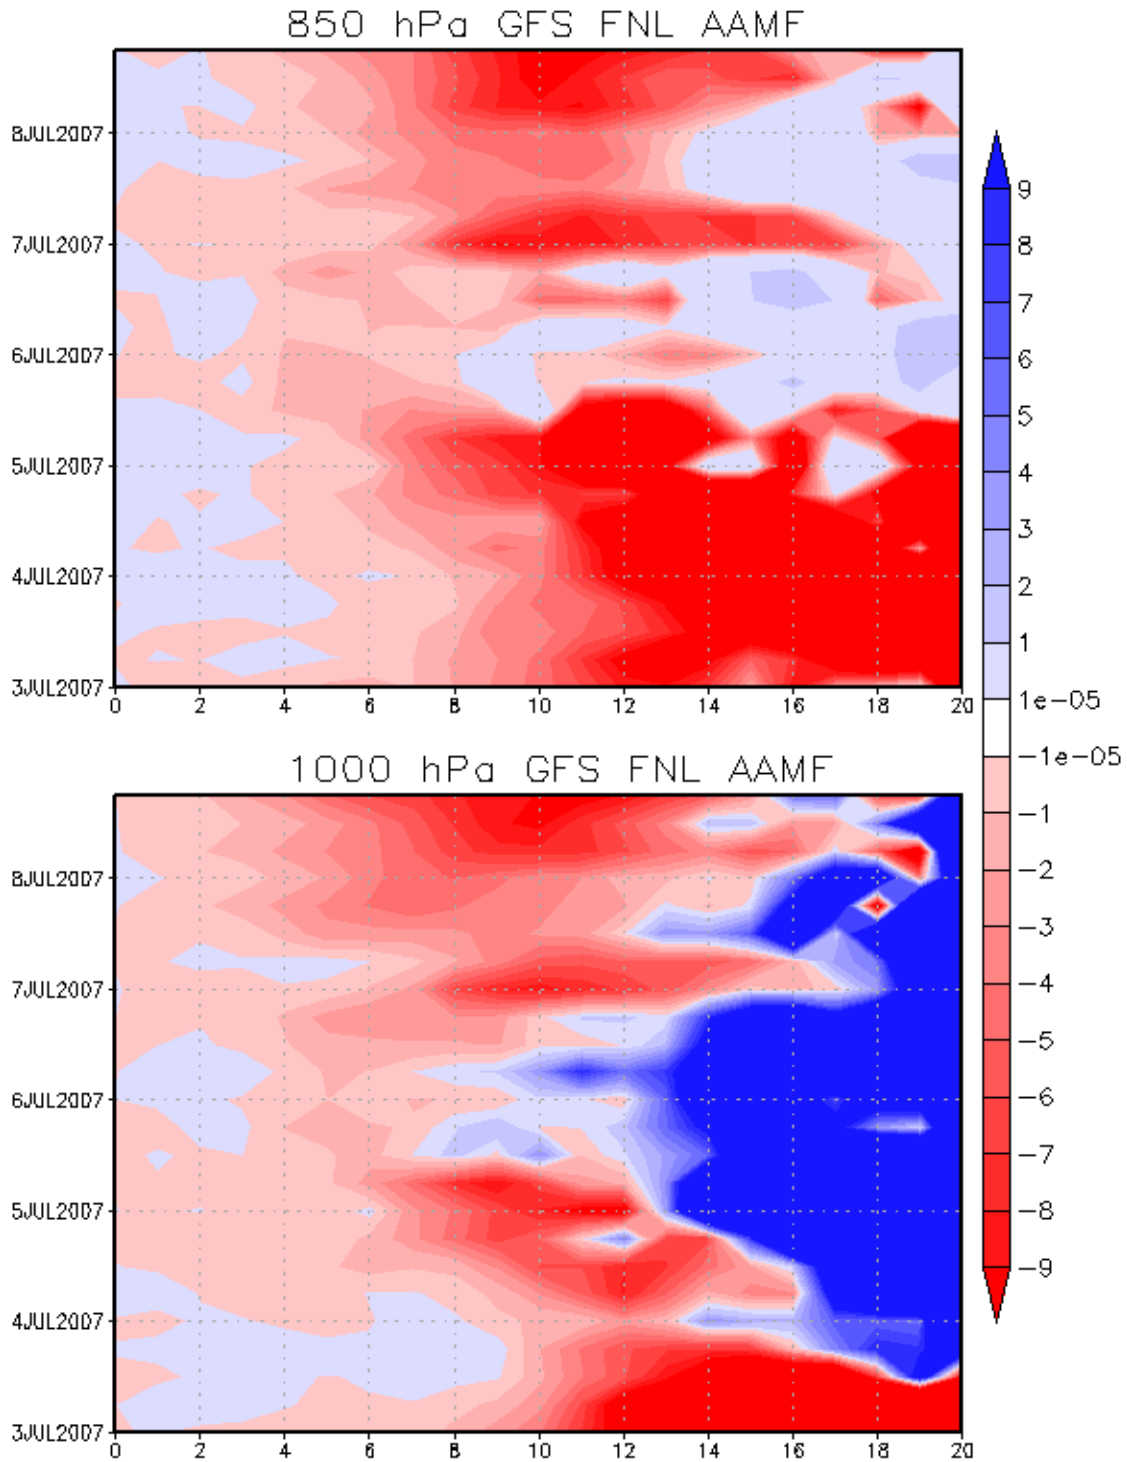 850 hPa GFS FNL AAMF
8JUL2007
7JUL2007
6JUL2007
5JUL2007
4JUL2007
3JUL2007
0 2 4 6 8 10 12 14 16 18 20
9
8
7
6
5
4
3
2
1
1e-05
-1e-05
-1
-2
-3
-4
-5
-6
-7
-8
-9
1000 hPa GFS FNL AAMF
8JUL2007
7JUL2007
6JUL2007
5JUL2007
4JUL2007
3JUL2007
0 2 4 6 8 10 12 14 16 18 20